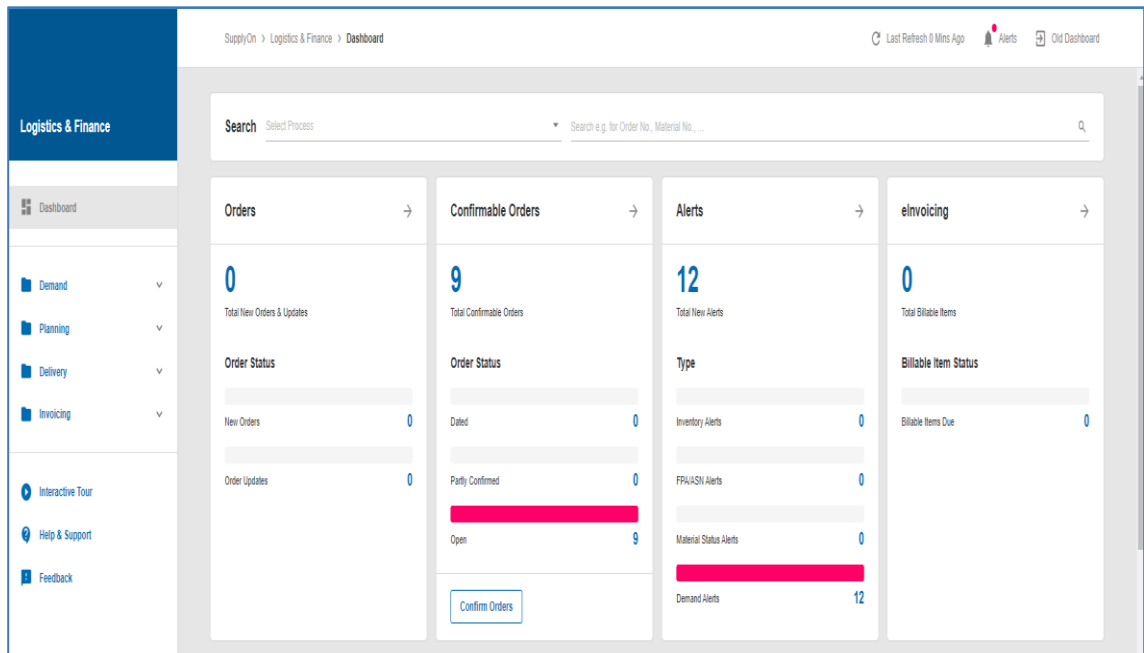 SupplyOn > Logistics & Finance > Dashboard
Last Refresh 0 Mins Ago
Alerts
Old Dashboard
Logistics & Finance
Dashboard
Demand
Planning
Delivery
Invoicing
Interactive Tour
Help & Support
Feedback
Search Select Process
Search e.g. for Order No., Material No., ...
Orders
0
Total New Orders & Updates
Order Status
New Orders 0
Order Updates 0
Confirmable Orders
9
Total Confirmable Orders
Order Status
Dated 0
Partly Confirmed 0
Open 9
Confirm Orders
Alerts
12
Total New Alerts
Type
Inventory Alerts 0
FPA/ASN Alerts 0
Material Status Alerts 0
Demand Alerts 12
eInvoicing
0
Total Billable Items
Billable Item Status
Billable Items Due 0